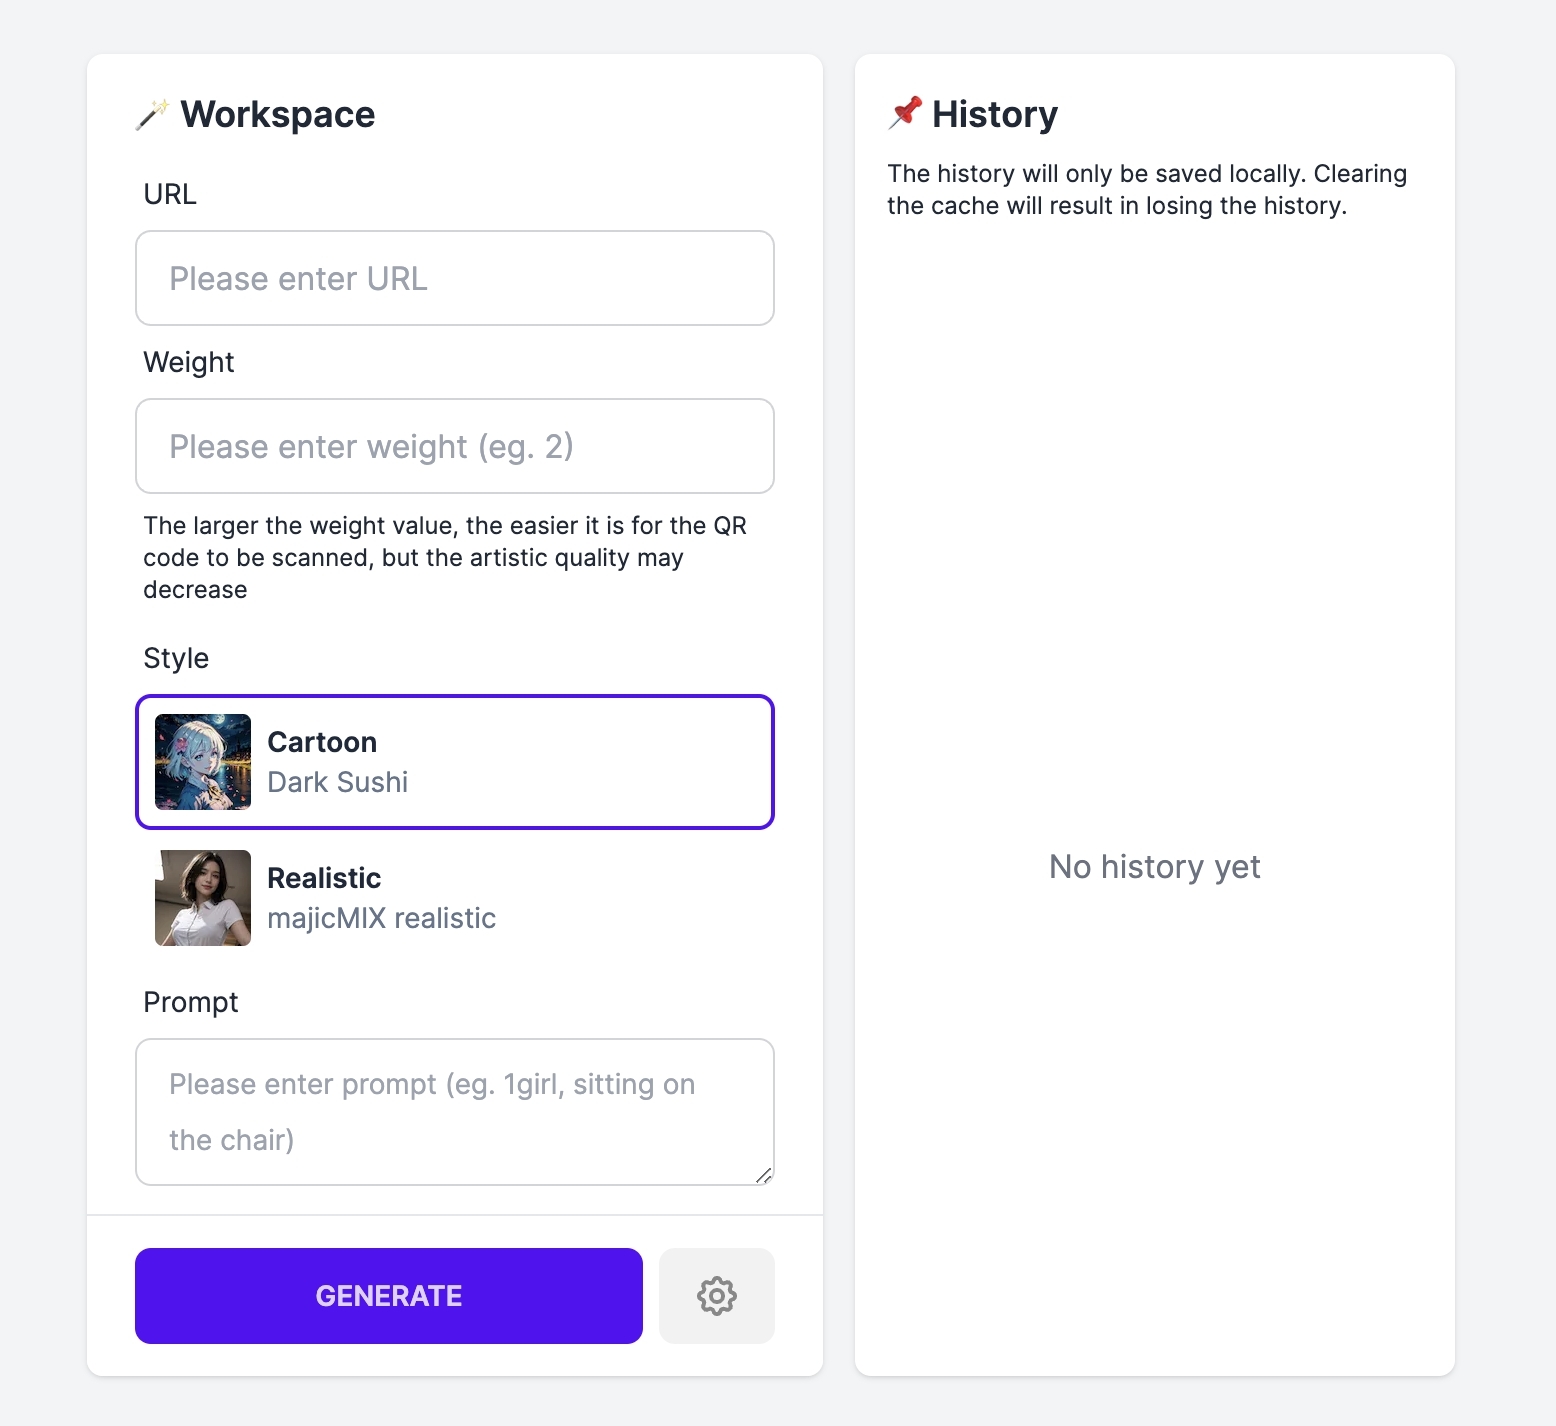 Workspace
URL
Please enter URL
Weight
Please enter weight (eg. 2)
The larger the weight value, the easier it is for the QR
code to be scanned, but the artistic quality may
decrease
Style
Cartoon
Dark Sushi
Realistic
majicMIX realistic
Prompt
Please enter prompt (eg. 1girl, sitting on
the chair)
GENERATE
History
The history will only be saved locally. Clearing
the cache will result in losing the history.
No history yet